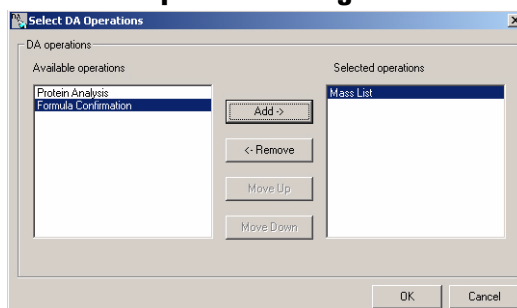 Select DA Operations
DA operations
Available operations
Selected operations
Protein Analysis
Formula Confirmation
Mass List
Add ->
<- Remove
Move Up
Move Down
OK
Cancel